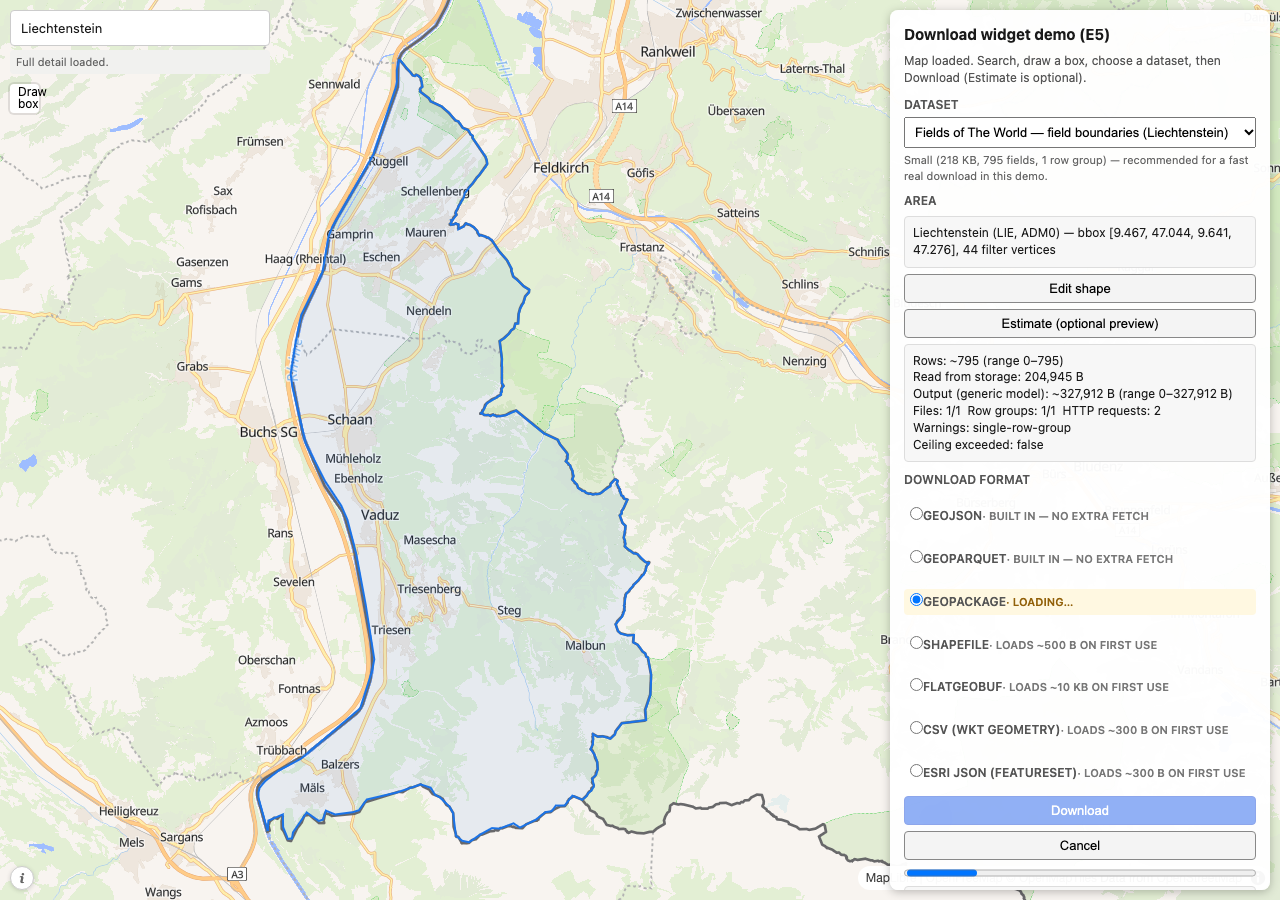 Liechtenstein
Full detail loaded.
Draw
box
Zwischenwasser
Rankweil
Laterns-Thal
Sennwald
A14
Übersaxen
Frümsen
Ruggell
Feldkirch
Göfis
Sax
Schellenberg
A14
Rofisbach
Satteins
Gamprin
Mauren
Frastanz
Schnifis
Gasenzen
Haag (Rheintal)
Eschen
Gams
Schlins
Nendeln
Rhine
Grabs
Nenzing
Schaan
Buchs SG
Mühleholz
Ebenholz
Vaduz
Rans
Masescha
Sevelen
Triesenberg
Steg
Triesen
Malbun
Oberschan
Fontnas
Azmoos
Trübbach
Balzers
Mäls
Heiligkreuz
Sargans
Mels
A3
Wangs
i
Map
Download widget demo (E5)
Map loaded. Search, draw a box, choose a dataset, then
Download (Estimate is optional).
DATASET
Fields of The World — field boundaries (Liechtenstein)
Small (218 KB, 795 fields, 1 row group) — recommended for a fast
real download in this demo.
AREA
Liechtenstein (LIE, ADM0) — bbox [9.467, 47.044, 9.641,
47.276], 44 filter vertices
Edit shape
Estimate (optional preview)
Rows: ~795 (range 0–795)
Read from storage: 204,945 B
Output (generic model): ~327,912 B (range 0–327,912 B)
Files: 1/1 Row groups: 1/1 HTTP requests: 2
Warnings: single-row-group
Ceiling exceeded: false
DOWNLOAD FORMAT
GEOJSON · BUILT IN — NO EXTRA FETCH
GEOPARQUET · BUILT IN — NO EXTRA FETCH
GEOPACKAGE · LOADING...
SHAPEFILE · LOADS ~500 B ON FIRST USE
FLATGEOBUF · LOADS ~10 KB ON FIRST USE
CSV (WKT GEOMETRY) · LOADS ~300 B ON FIRST USE
ESRI JSON (FEATURESET) · LOADS ~300 B ON FIRST USE
Download
Cancel